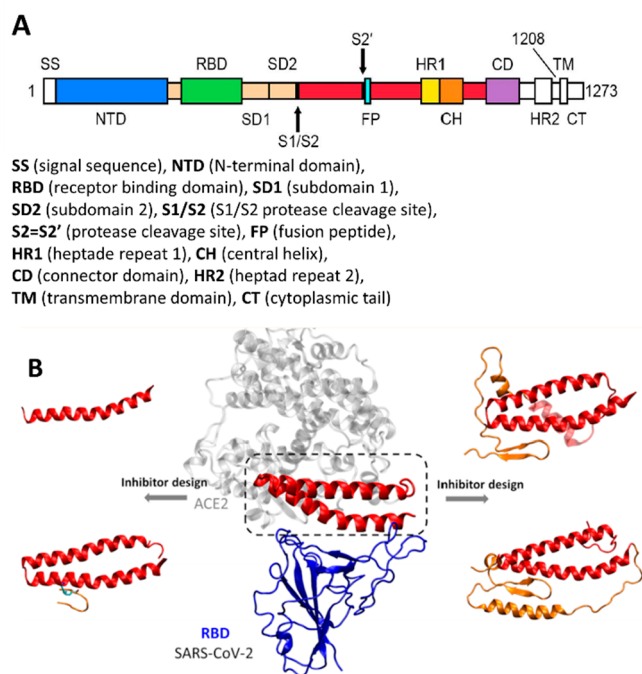 A
S2'
1208
SS
RBD
SD2
HR1
CD
TM
1
1273
NTD
SD1
FP
CH
HR2 CT
S1/S2
SS (signal sequence), NTD (N-terminal domain),
RBD (receptor binding domain), SD1 (subdomain 1),
SD2 (subdomain 2), S1/S2 (S1/S2 protease cleavage site),
S2=S2’ (protease cleavage site), FP (fusion peptide),
HR1 (heptade repeat 1), CH (central helix),
CD (connector domain), HR2 (heptad repeat 2),
TM (transmembrane domain), CT (cytoplasmic tail)
B
Inhibitor design
ACE2
Inhibitor design
RBD
SARS-CoV-2